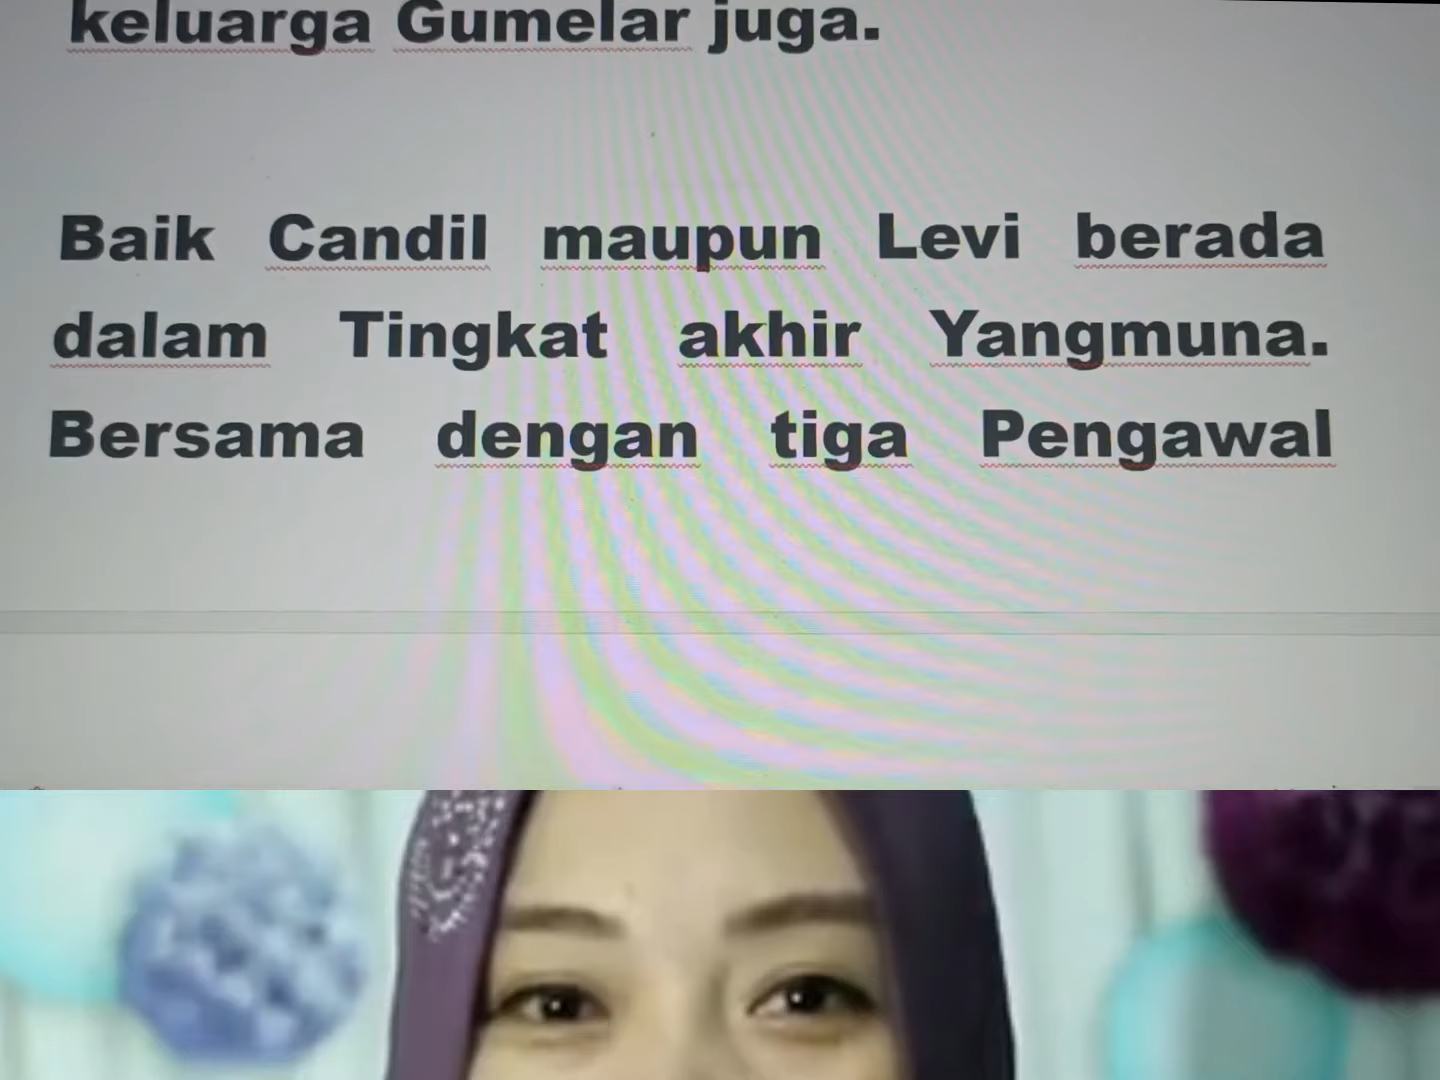 keluarga Gumelar juga.
Baik Candil maupun Levi berada
dalam Tingkat akhir Yangmuna.
Bersama dengan tiga Pengawal